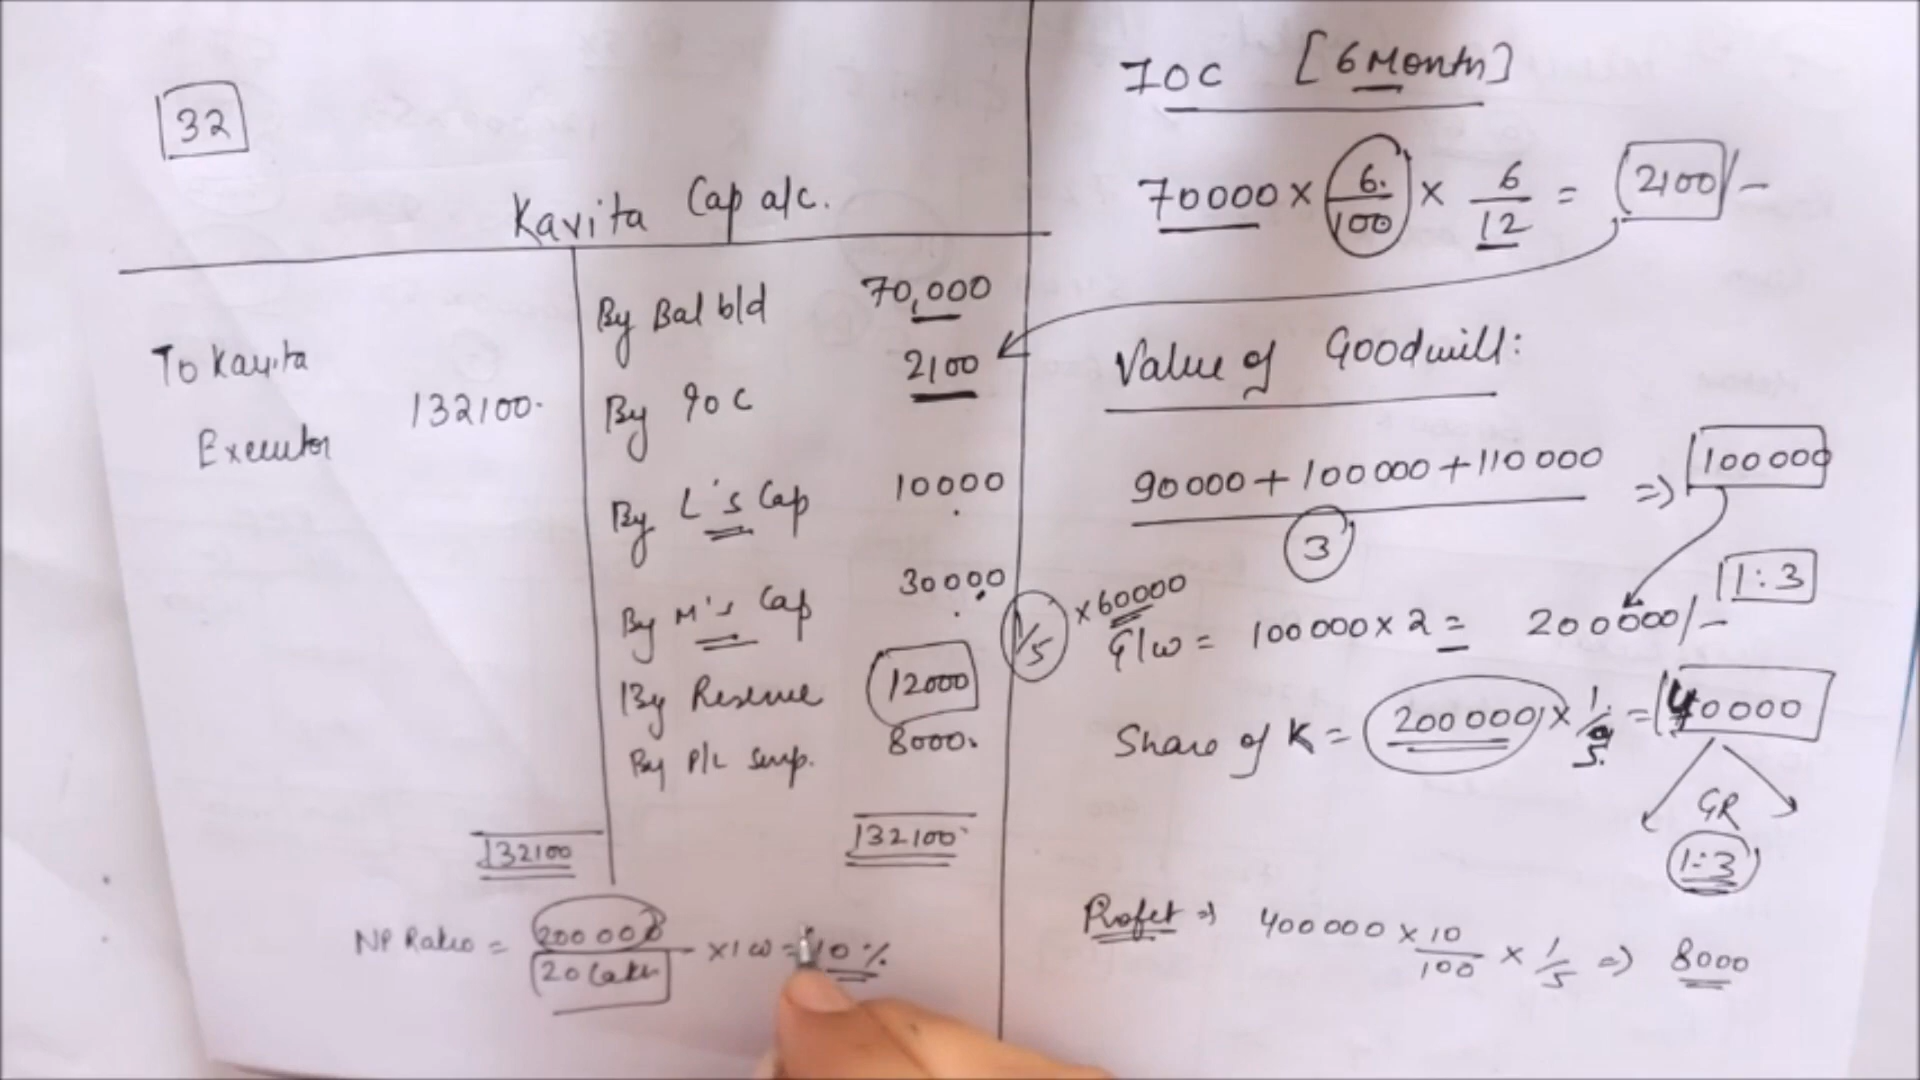 32
Kavita Cap a/c.
By Bal b/d 70,000
To Kavita
Executor 132100.
By IOC 2100
By L's Cap 10000
By M's Cap 30000
By Reserve 12000
By P/L Susp. 8000.
132100
132100
NP Ratio = 200000 / 20 Lakh × 100 = 10%
IOC [6 Month]
70000 × 6/100 × 6/12 = 2100/-
Value of Goodwill:
90000 + 100000 + 110000 / 3 => 100000
1:3
1/5 × 60000
G/w = 100000 × 2 = 200000/-
Share of K = 200000 × 1/5 = 40000
GR
1:3
Profit => 400000 × 10/100 × 1/5 => 8000